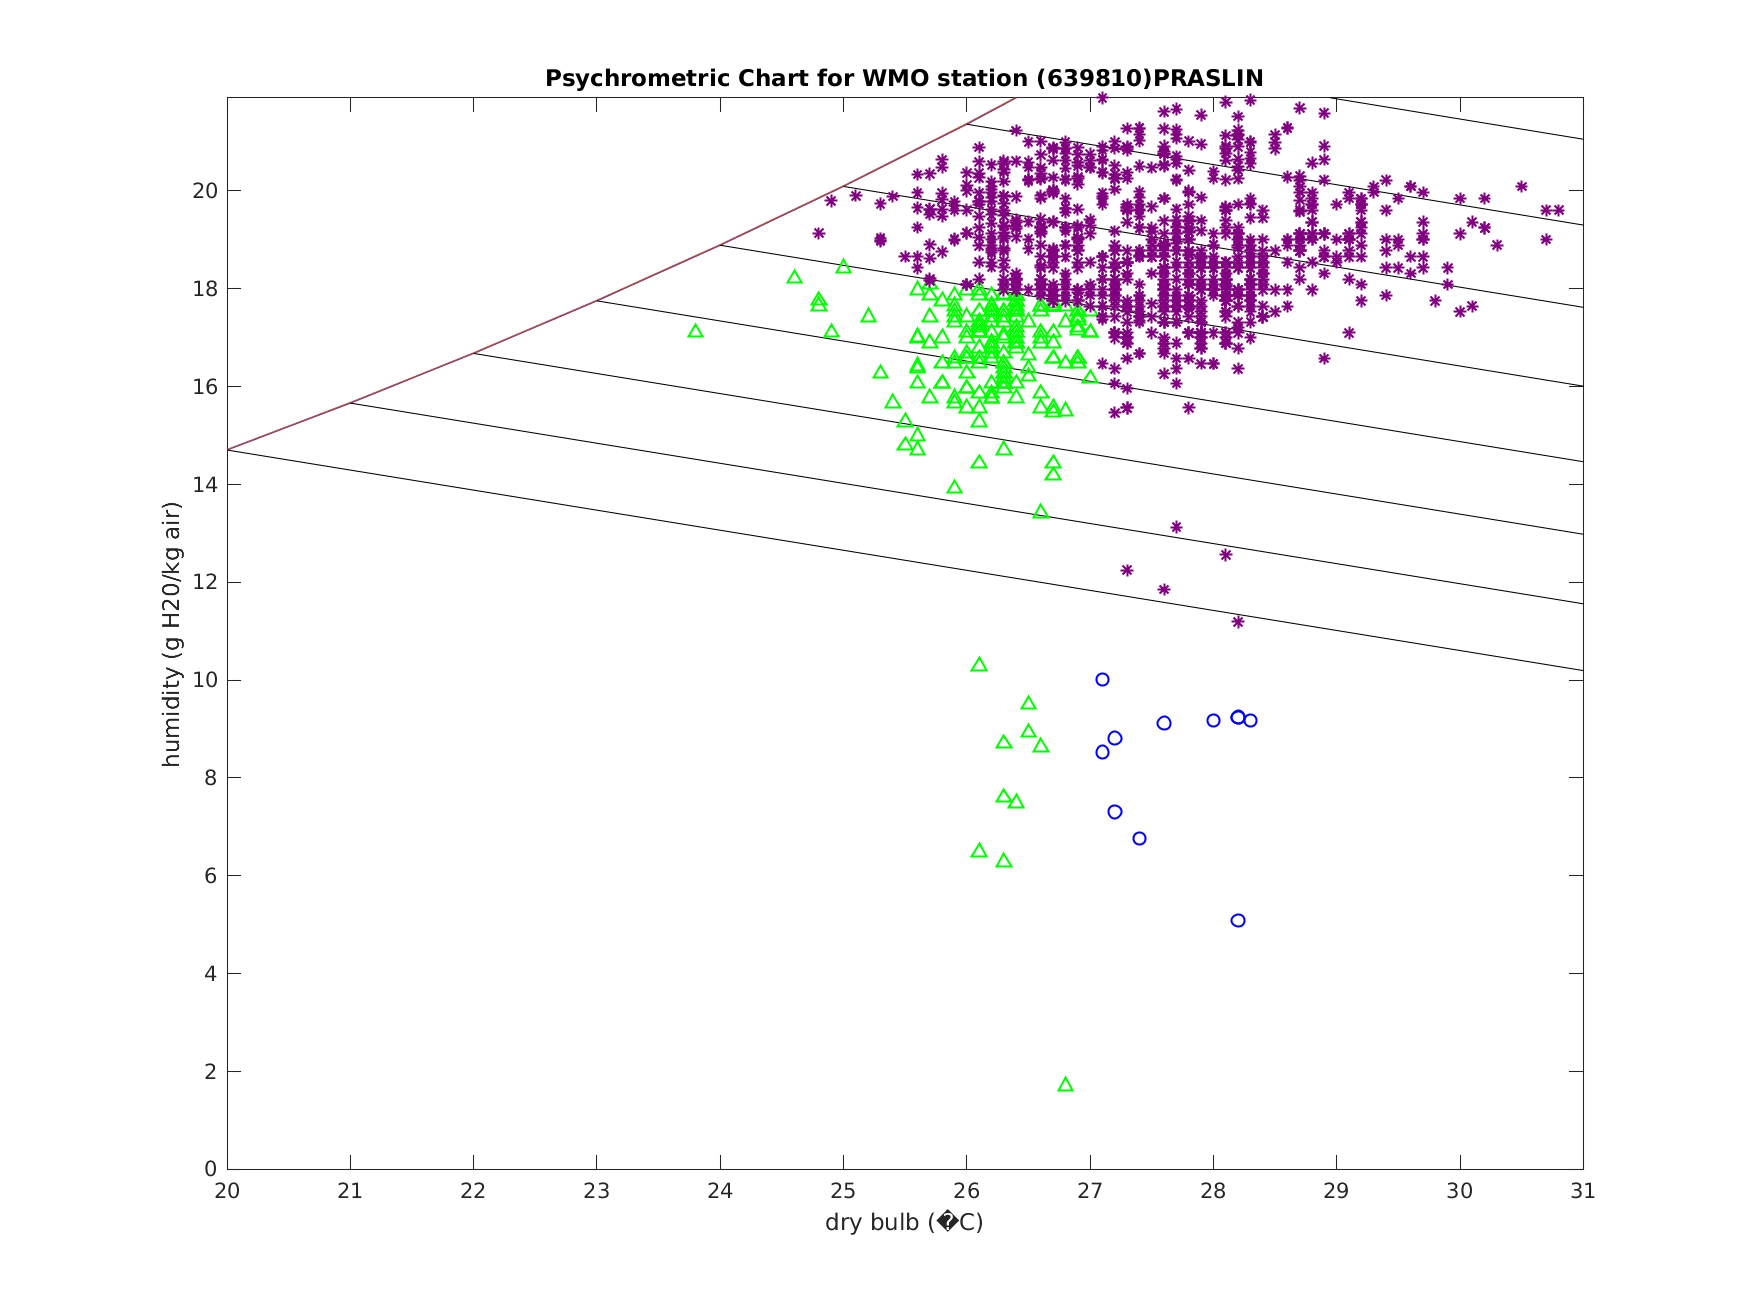 Psychrometric Chart for WMO station (639810)PRASLIN
20
18
16
14
12
10
8
6
4
2
0
humidity (g H20/kg air)
20 21 22 23 24 25 26 27 28 29 30 31
dry bulb (�C)